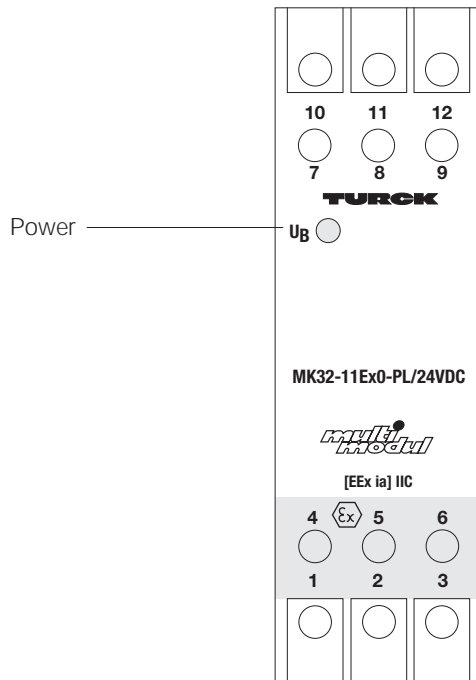 10 11 12
7 8 9
TURCK
Power
UB
MK32-11Ex0-PL/24VDC
multi
modul
[EEx ia] IIC
4 Ex 5 6
1 2 3